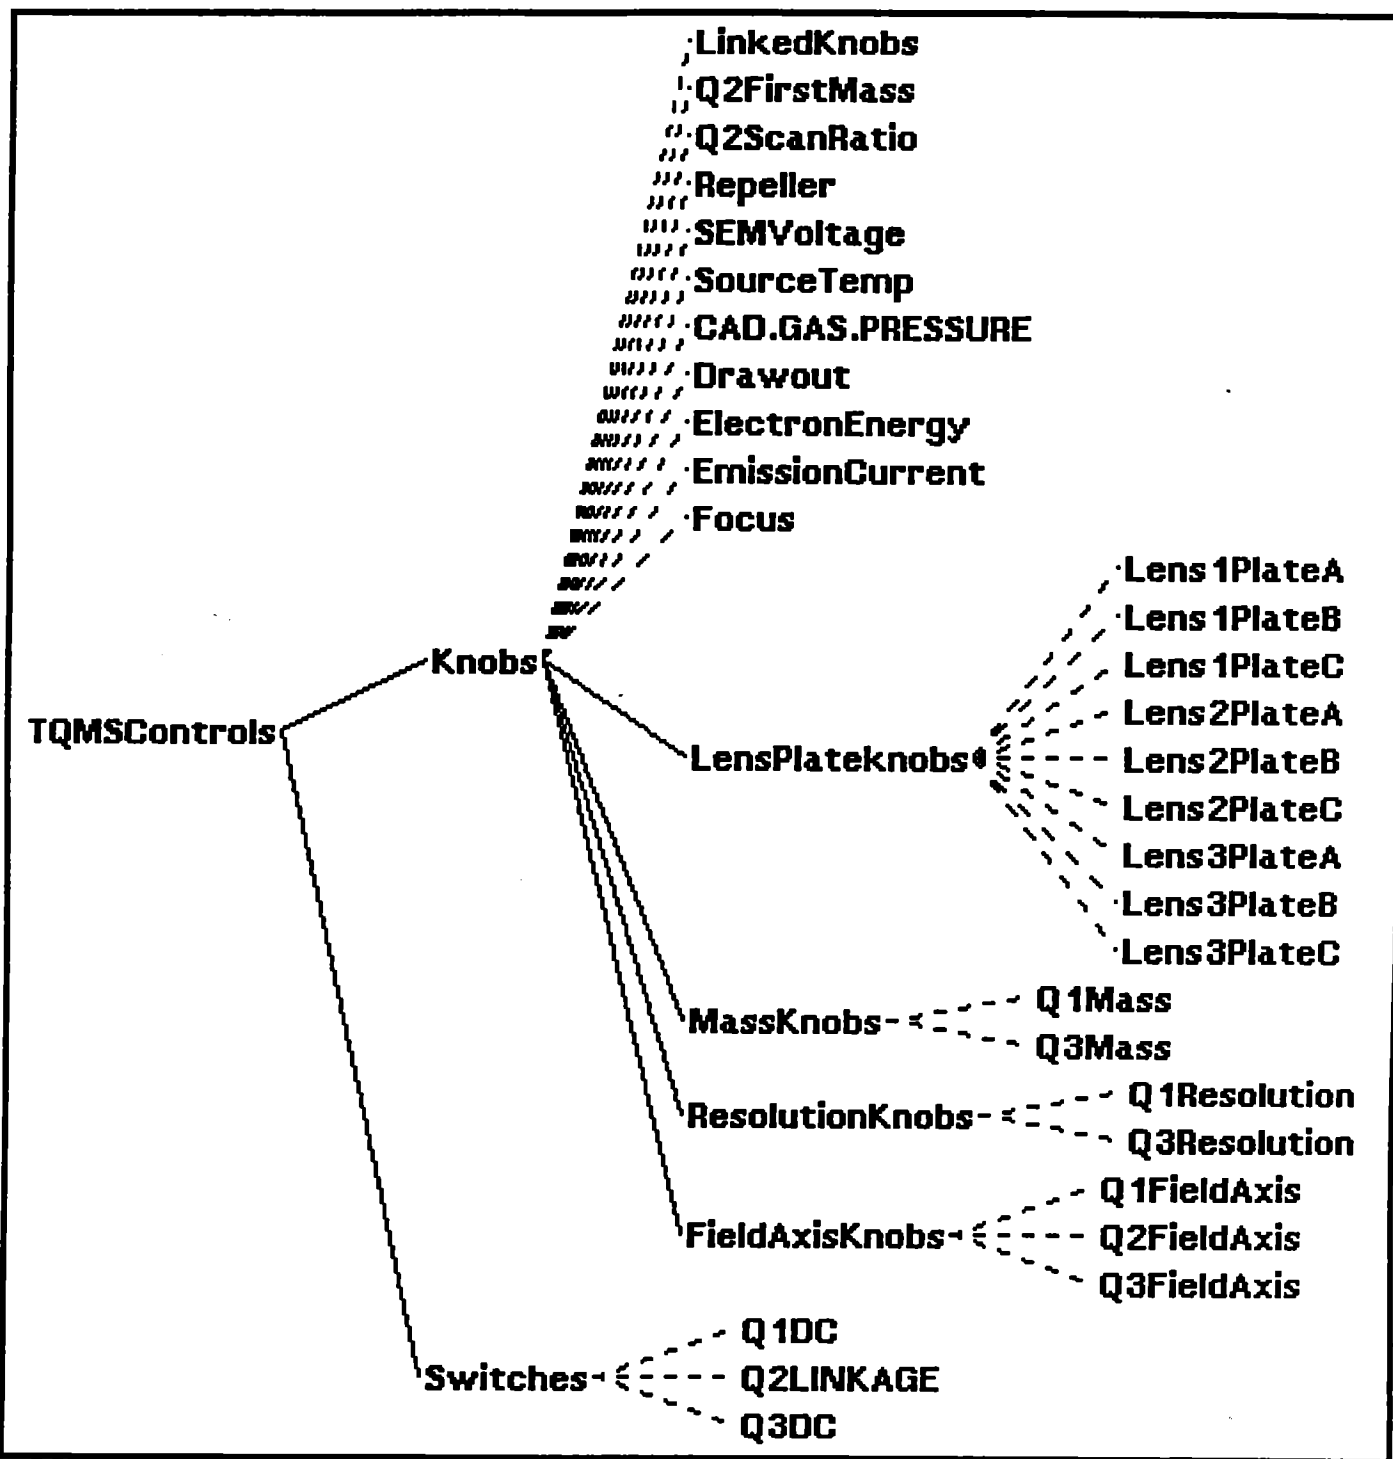 LinkedKnobs
Q2FirstMass
Q2ScanRatio
Repeller
SEMVoltage
SourceTemp
CAD.GAS.PRESSURE
Drawout
ElectronEnergy
EmissionCurrent
Focus
Lens1PlateA
Lens1PlateB
Knobs
Lens1PlateC
TQMSControls
Lens2PlateA
LensPlateknobs
Lens2PlateB
Lens2PlateC
Lens3PlateA
Lens3PlateB
Lens3PlateC
MassKnobs
Q1Mass
Q3Mass
ResolutionKnobs
Q1Resolution
Q3Resolution
FieldAxisKnobs
Q1FieldAxis
Q2FieldAxis
Q3FieldAxis
Switches
Q1DC
Q2LINKAGE
Q3DC